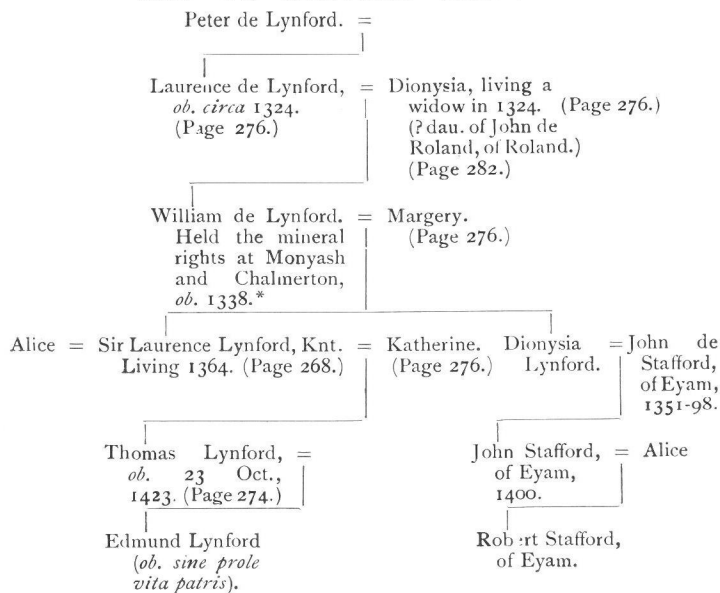 Peter de Lynford. =
Laurence de Lynford,
ob. circa 1324.
(Page 276.)
= Dionysia, living a
widow in 1324. (Page 276.)
(? dau. of John de
Roland, of Roland.)
(Page 282.)
William de Lynford.
Held the mineral
rights at Monyash
and Chalmerton,
ob. 1338.*
= Margery.
(Page 276.)
Alice = Sir Laurence Lynford, Knt.
Living 1364. (Page 268.)
= Katherine.
(Page 276.)
Dionysia
Lynford.
= John de
Stafford,
of Eyam,
1351-98.
Thomas Lynford, =
ob. 23 Oct.,
1423. (Page 274.)
John Stafford,
of Eyam,
1400.
= Alice
Edmund Lynford
(ob. sine prole
vita patris).
Robert Stafford,
of Eyam.